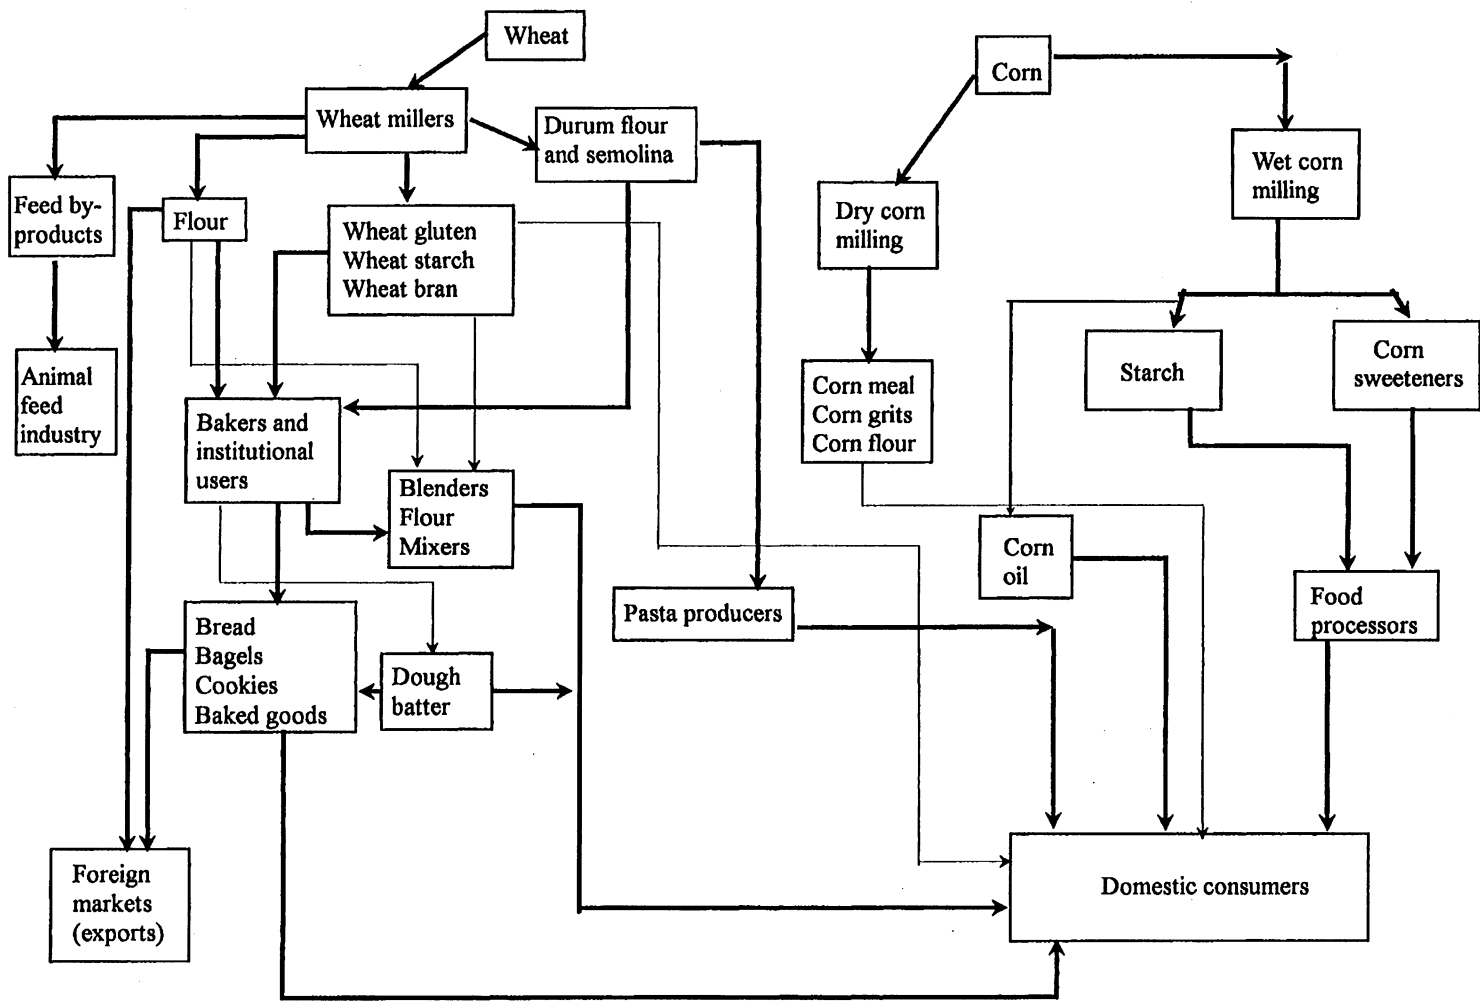 Wheat
Corn
Wheat millers
Durum flour
and semolina
Wet corn
milling
Feed by-
products
Flour
Wheat gluten
Wheat starch
Wheat bran
Dry corn
milling
Animal
feed
industry
Starch
Corn
sweeteners
Corn meal
Corn grits
Corn flour
Bakers and
institutional
users
Blenders
Flour
Mixers
Corn
oil
Food
processors
Pasta producers
Bread
Bagels
Cookies
Baked goods
Dough
batter
Foreign
markets
(exports)
Domestic consumers